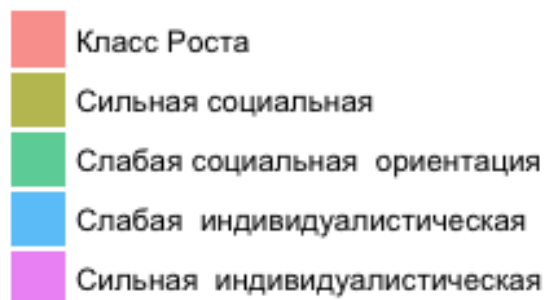 Класс Роста
Сильная социальная
Слабая социальная ориентация
Слабая индивидуалистическая
Сильная индивидуалистическая